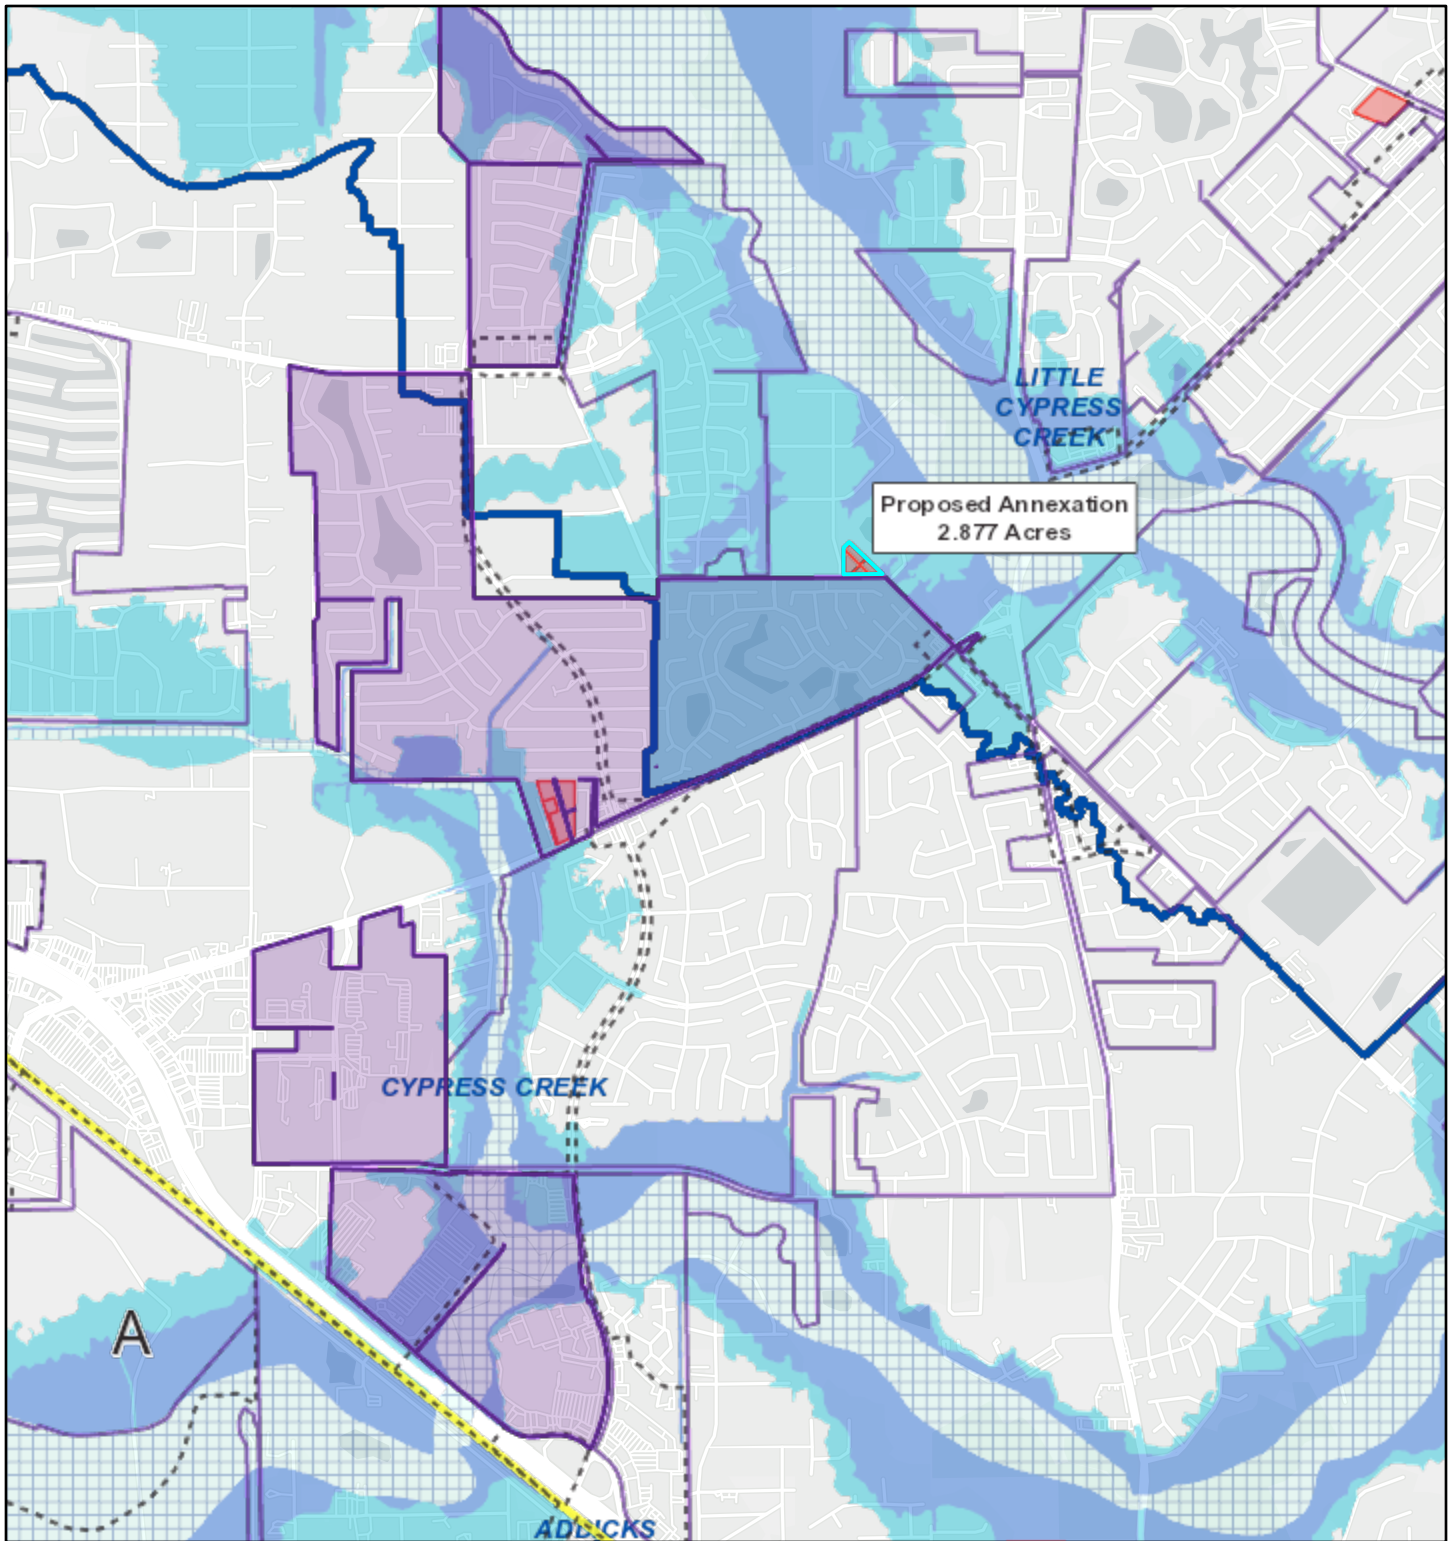 LITTLE
CYPRESS
CREEK
Proposed Annexation
2.877 Acres
CYPRESS CREEK
A
ADDICKS